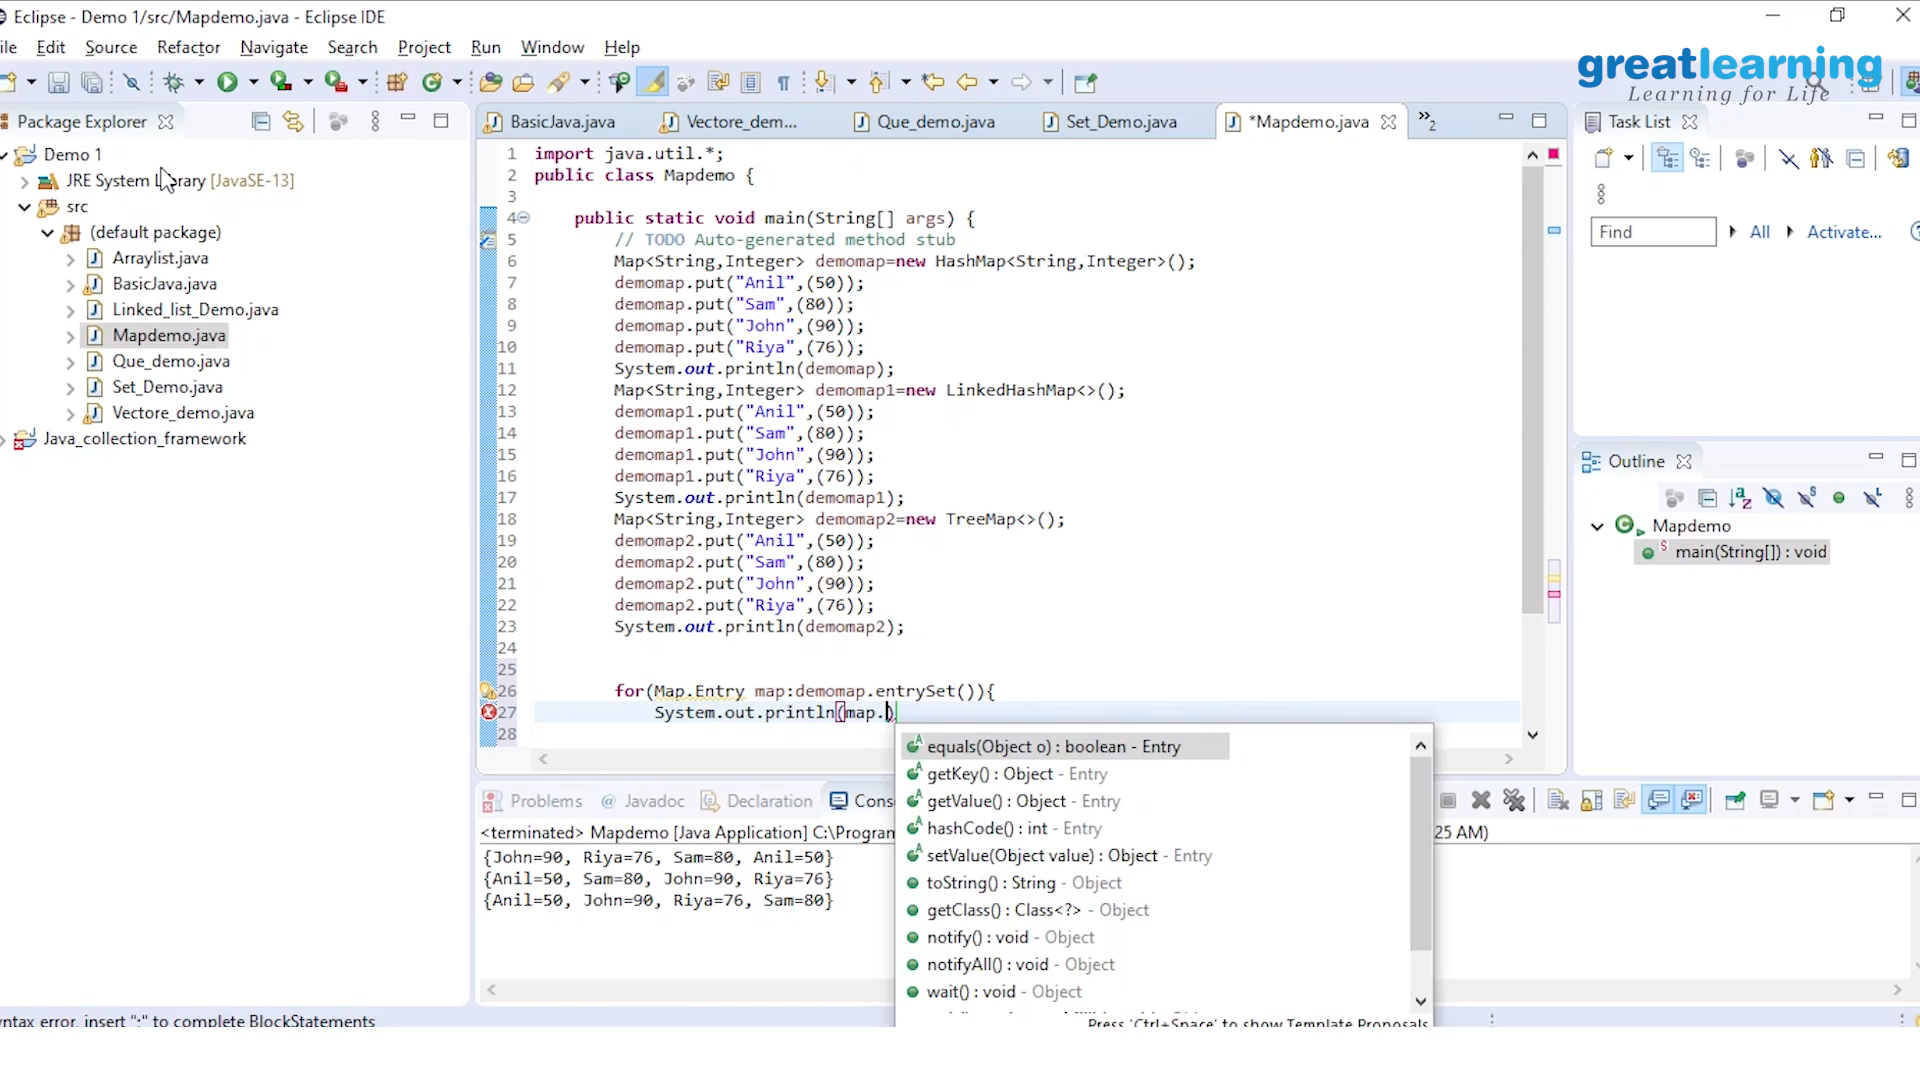 Eclipse - Demo 1/src/Mapdemo.java - Eclipse IDE
ile Edit Source Refactor Navigate Search Project Run Window Help
greatlearning
Learning for Life
Package Explorer
Demo 1
JRE System Library [JavaSE-13]
src
(default package)
Arraylist.java
BasicJava.java
Linked_list_Demo.java
Mapdemo.java
Que_demo.java
Set_Demo.java
Vectore_demo.java
Java_collection_framework
BasicJava.java Vectore_dem... Que_demo.java Set_Demo.java *Mapdemo.java »2
1 import java.util.*;
2 public class Mapdemo {
3
4 public static void main(String[] args) {
5 // TODO Auto-generated method stub
6 Map<String,Integer> demomap=new HashMap<String,Integer>();
7 demomap.put("Anil",(50));
8 demomap.put("Sam",(80));
9 demomap.put("John",(90));
10 demomap.put("Riya",(76));
11 System.out.println(demomap);
12 Map<String,Integer> demomap1=new LinkedHashMap<>();
13 demomap1.put("Anil",(50));
14 demomap1.put("Sam",(80));
15 demomap1.put("John",(90));
16 demomap1.put("Riya",(76));
17 System.out.println(demomap1);
18 Map<String,Integer> demomap2=new TreeMap<>();
19 demomap2.put("Anil",(50));
20 demomap2.put("Sam",(80));
21 demomap2.put("John",(90));
22 demomap2.put("Riya",(76));
23 System.out.println(demomap2);
24
25
26 for(Map.Entry map:demomap.entrySet()){
27 System.out.println(map.)
28
equals(Object o) : boolean - Entry
getKey() : Object - Entry
getValue() : Object - Entry
hashCode() : int - Entry
setValue(Object value) : Object - Entry
toString() : String - Object
getClass() : Class<?> - Object
notify() : void - Object
notifyAll() : void - Object
wait() : void - Object
Press 'Ctrl+Space' to show Template Proposals
Problems @ Javadoc Declaration Cons
<terminated> Mapdemo [Java Application] C:\Program
25 AM)
{John=90, Riya=76, Sam=80, Anil=50}
{Anil=50, Sam=80, John=90, Riya=76}
{Anil=50, John=90, Riya=76, Sam=80}
Task List
Find All Activate...
Outline
Mapdemo
main(String[]) : void
yntax error, insert ";" to complete BlockStatements